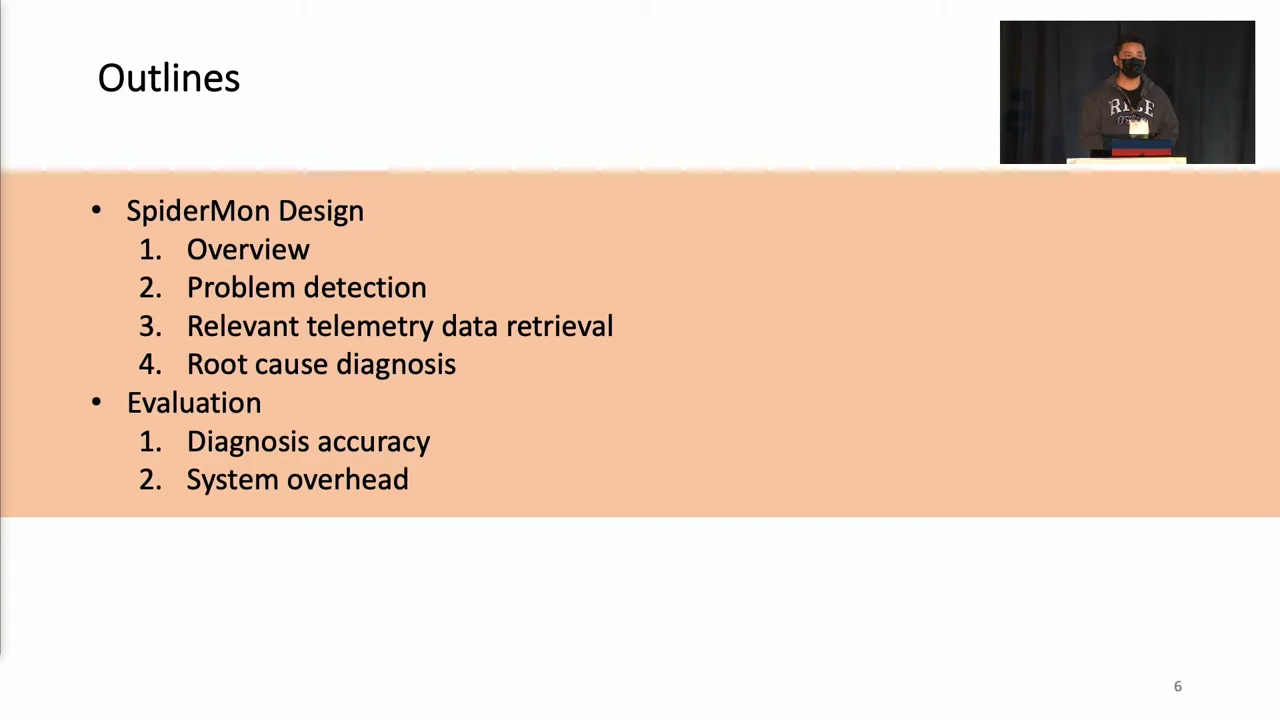 Outlines
RICE
• SpiderMon Design
1. Overview
2. Problem detection
3. Relevant telemetry data retrieval
4. Root cause diagnosis
• Evaluation
1. Diagnosis accuracy
2. System overhead
6